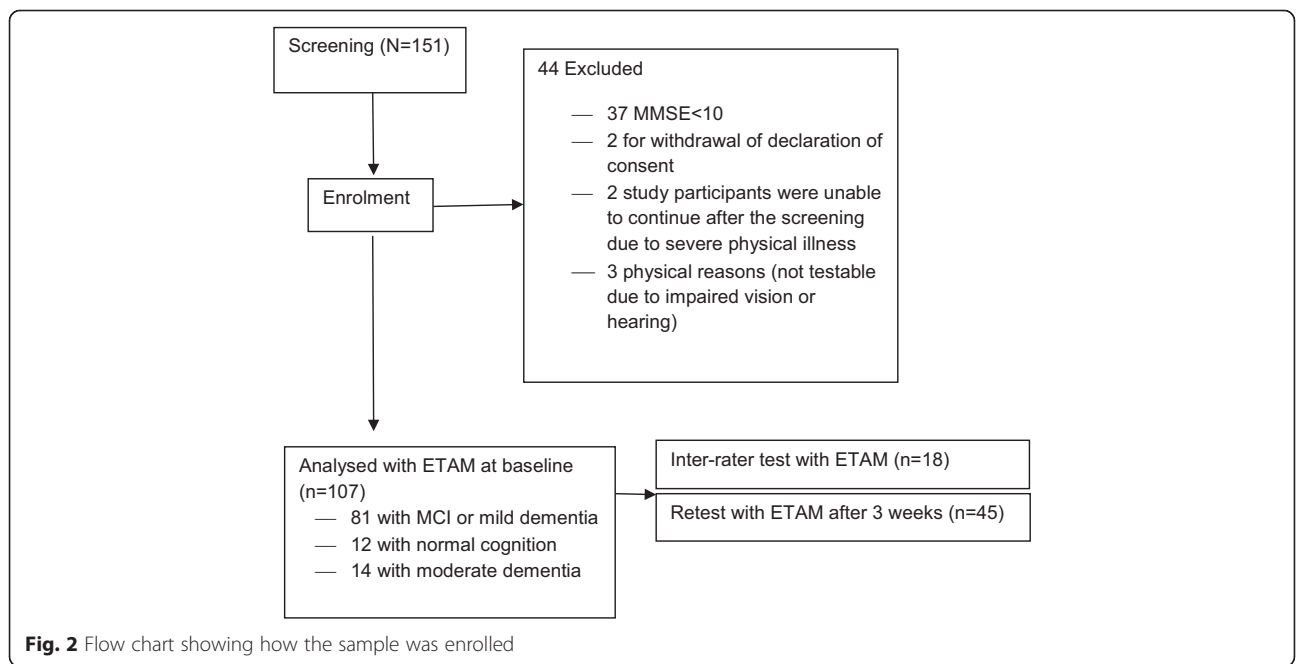 Screening (N=151)
44 Excluded
— 37 MMSE<10
— 2 for withdrawal of declaration of
consent
— 2 study participants were unable
to continue after the screening
due to severe physical illness
— 3 physical reasons (not testable
due to impaired vision or
hearing)
Enrolment
Analysed with ETAM at baseline
(n=107)
— 81 with MCI or mild dementia
— 12 with normal cognition
— 14 with moderate dementia
Inter-rater test with ETAM (n=18)
Retest with ETAM after 3 weeks (n=45)
Fig. 2 Flow chart showing how the sample was enrolled